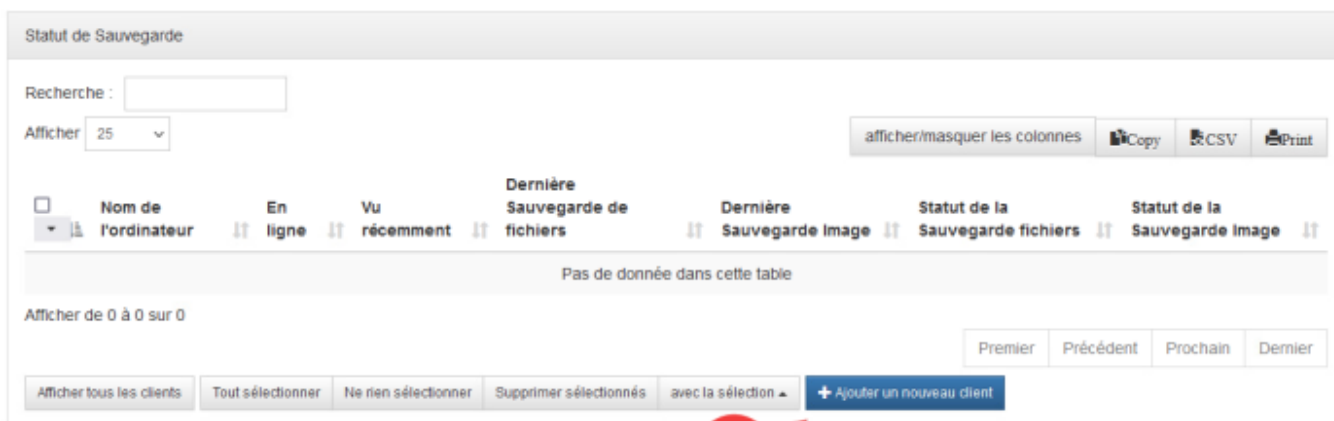 Statut de Sauvegarde
Recherche :
Afficher 25
afficher/masquer les colonnes Copy CSV Print
Nom de l'ordinateur
En ligne
Vu récemment
Dernière Sauvegarde de fichiers
Dernière Sauvegarde Image
Statut de la Sauvegarde fichiers
Statut de la Sauvegarde Image
Pas de donnée dans cette table
Afficher de 0 à 0 sur 0
Premier Précédent Prochain Dernier
Afficher tous les clients Tout sélectionner Ne rien sélectionner Supprimer sélectionnés avec la sélection Ajouter un nouveau client